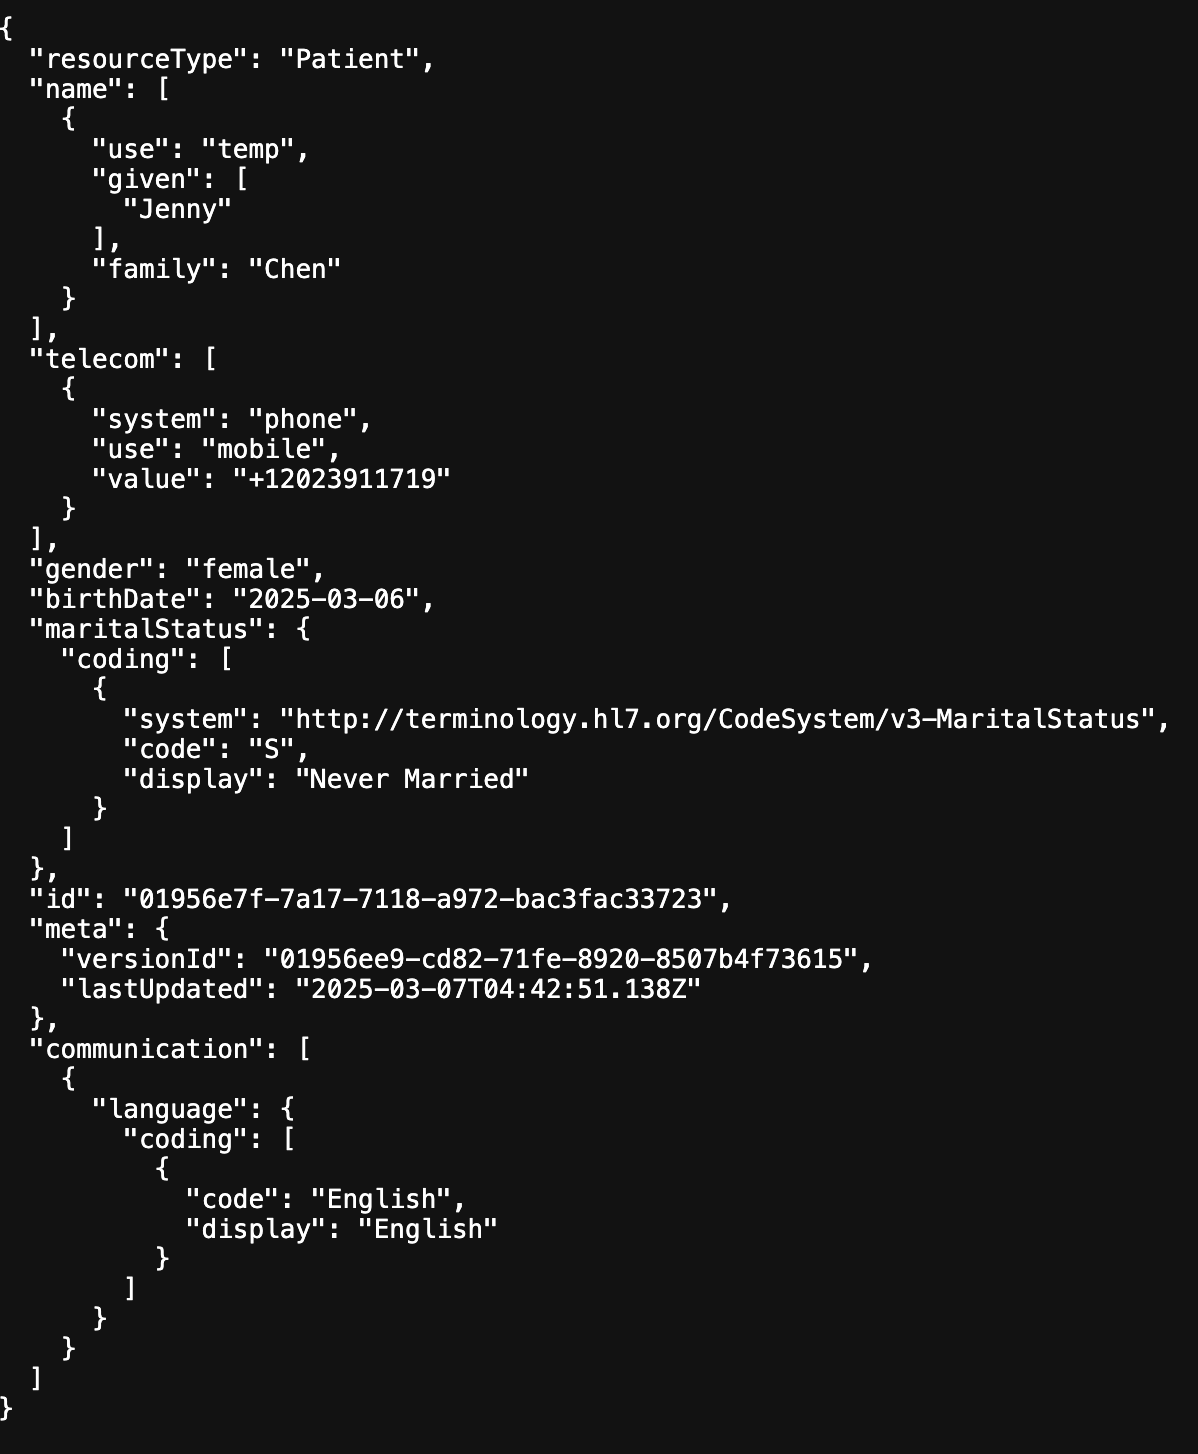 {
  "resourceType": "Patient",
  "name": [
    {
      "use": "temp",
      "given": [
        "Jenny"
      ],
      "family": "Chen"
    }
  ],
  "telecom": [
    {
      "system": "phone",
      "use": "mobile",
      "value": "+12023911719"
    }
  ],
  "gender": "female",
  "birthDate": "2025-03-06",
  "maritalStatus": {
    "coding": [
      {
        "system": "http://terminology.hl7.org/CodeSystem/v3-MaritalStatus",
        "code": "S",
        "display": "Never Married"
      }
    ]
  },
  "id": "01956e7f-7a17-7118-a972-bac3fac33723",
  "meta": {
    "versionId": "01956ee9-cd82-71fe-8920-8507b4f73615",
    "lastUpdated": "2025-03-07T04:42:51.138Z"
  },
  "communication": [
    {
      "language": {
        "coding": [
          {
            "code": "English",
            "display": "English"
          }
        ]
      }
    }
  ]
}